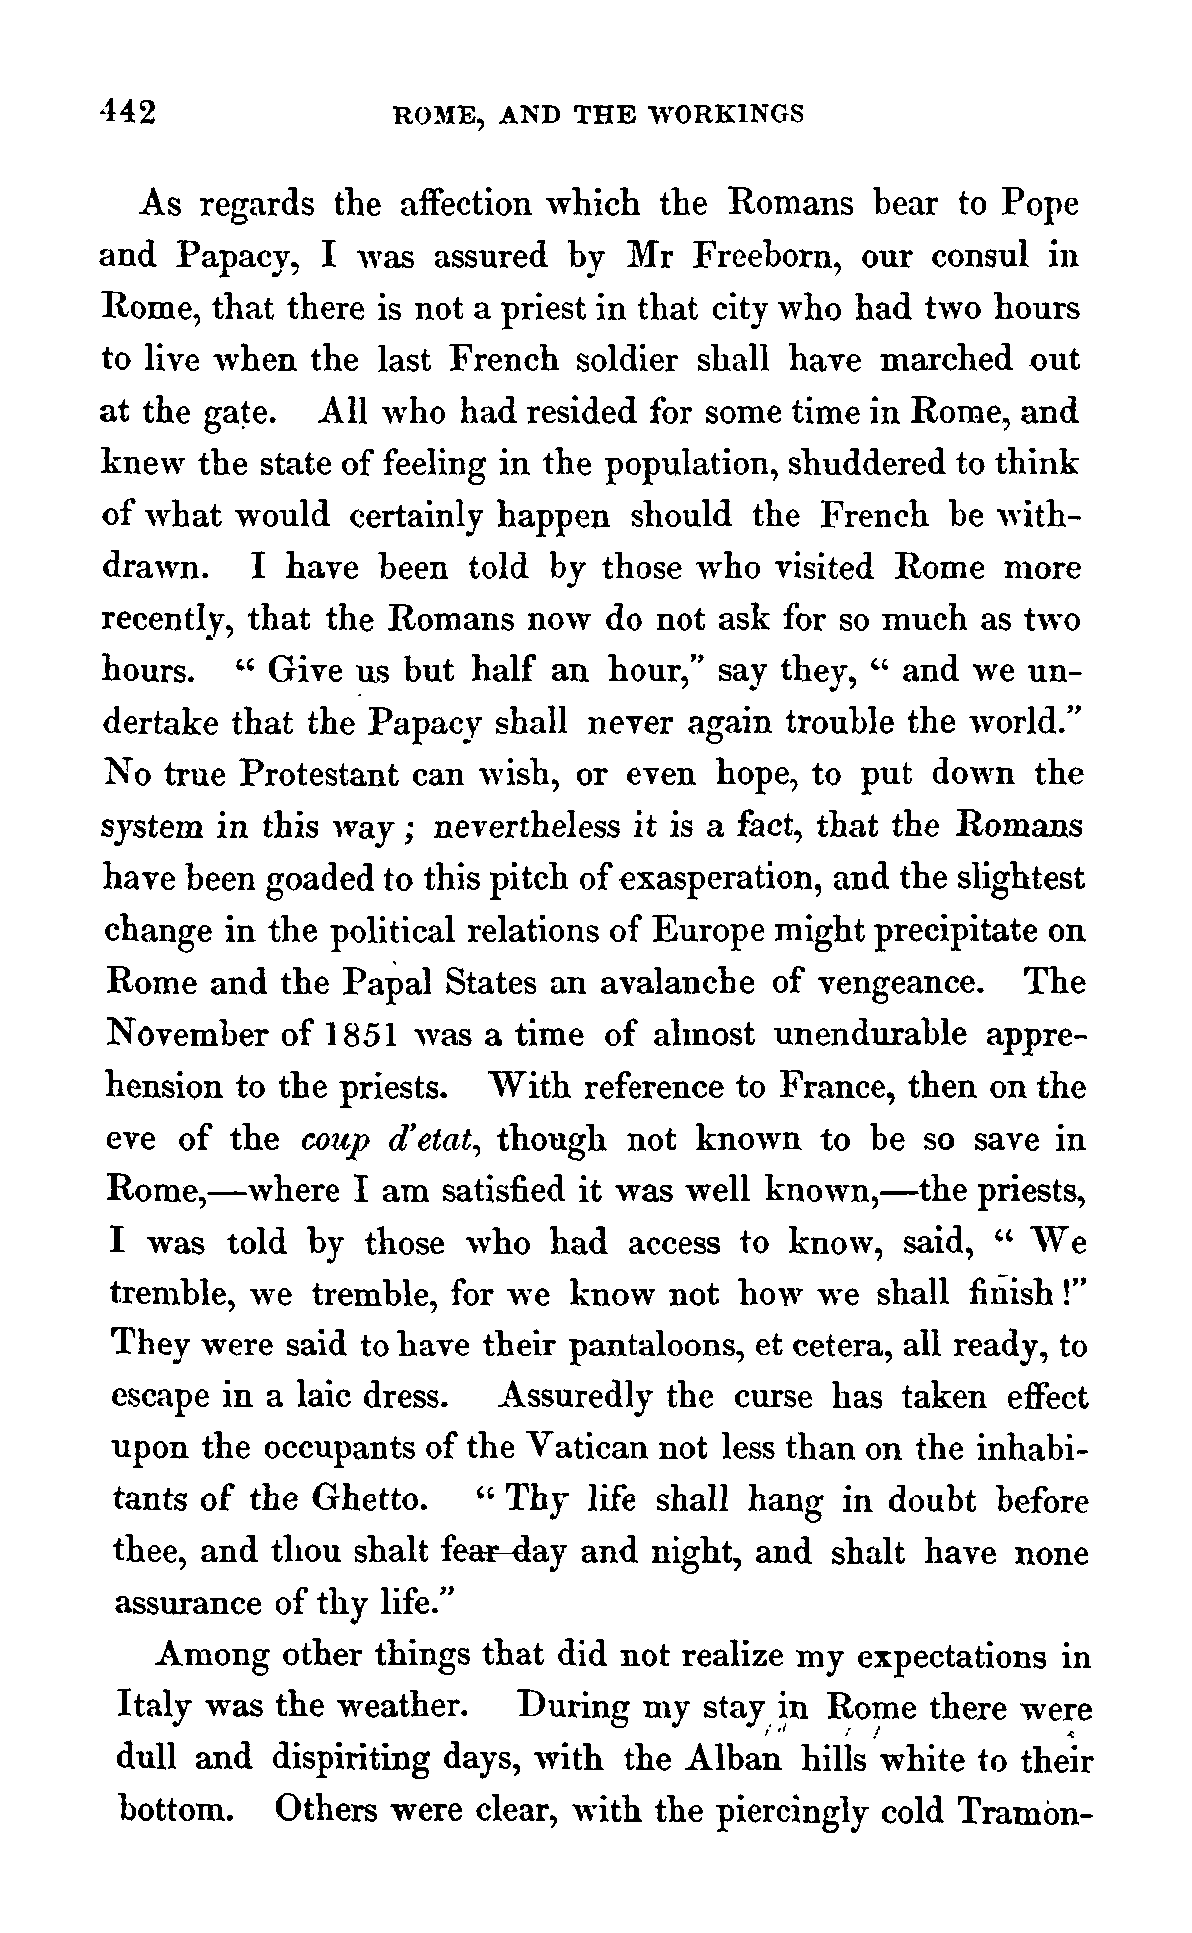 442 ROME, AND THE WORKINGS
As regards the affection which the Romans bear to Pope
and Papacy, I was assured by Mr Freeborn, our consul in
Rome, that there is not a priest in that city who had two hours
to live when the last French soldier shall have marched out
at the gate. All who had resided for some time in Rome, and
knew the state of feeling in the population, shuddered to think
of what would certainly happen should the French be with-
drawn. I have been told by those who visited Rome more
recently, that the Romans now do not ask for so much as two
hours. “ Give us but half an hour,” say they, “ and we un-
dertake that the Papacy shall never again trouble the world.”
No true Protestant can wish, or even hope, to put down the
system in this way ; nevertheless it is a fact, that the Romans
have been goaded to this pitch of exasperation, and the slightest
change in the political relations of Europe might precipitate on
Rome and the Papal States an avalanche of vengeance. The
November of 1851 was a time of almost unendurable appre-
hension to the priests. With reference to France, then on the
eve of the coup d’etat, though not known to be so save in
Rome,—where I am satisfied it was well known,—the priests,
I was told by those who had access to know, said, “ We
tremble, we tremble, for we know not how we shall finish !”
They were said to have their pantaloons, et cetera, all ready, to
escape in a laic dress. Assuredly the curse has taken effect
upon the occupants of the Vatican not less than on the inhabi-
tants of the Ghetto. “ Thy life shall hang in doubt before
thee, and thou shalt fear day and night, and shalt have none
assurance of thy life.”
Among other things that did not realize my expectations in
Italy was the weather. During my stay in Rome there were
dull and dispiriting days, with the Alban hills white to their
bottom. Others were clear, with the piercingly cold Tramon-